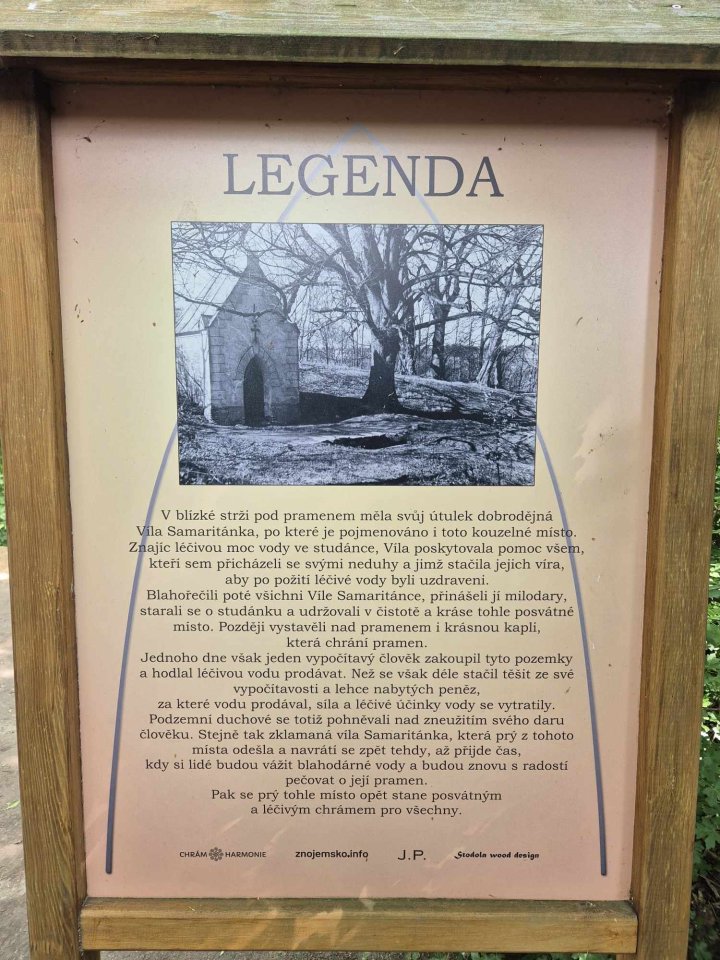 LEGENDA
V blízké strži pod pramenem měla svůj útulek dobrodějná
Víla Samaritánka, po které je pojmenováno i toto kouzelné místo.
Znajíc léčivou moc vody ve studánce, Víla poskytovala pomoc všem,
kteří sem přicházeli se svými neduhy a jimž stačila jejich víra,
aby po požití léčivé vody byli uzdraveni.
Blahořečili poté všichni Víle Samaritánce, přinášeli jí milodary,
starali se o studánku a udržovali v čistotě a kráse tohle posvátné
místo. Později vystavěli nad pramenem i krásnou kapli,
která chrání pramen.
Jednoho dne však jeden vypočítavý člověk zakoupil tyto pozemky
a hodlal léčivou vodu prodávat. Než se však déle stačil těšit ze své
vypočítavosti a lehce nabytých peněz,
za které vodu prodával, síla a léčivé účinky vody se vytratily.
Podzemní duchové se totiž pohněvali nad zneužitím svého daru
člověku. Stejně tak zklamaná víla Samaritánka, která prý z tohoto
místa odešla a navrátí se zpět tehdy, až přijde čas,
kdy si lidé budou vážit blahodárné vody a budou znovu s radostí
pečovat o její pramen.
Pak se prý tohle místo opět stane posvátným
a léčivým chrámem pro všechny.
CHRÁM HARMONIE znojemsko.info J.P. Stodola wood design